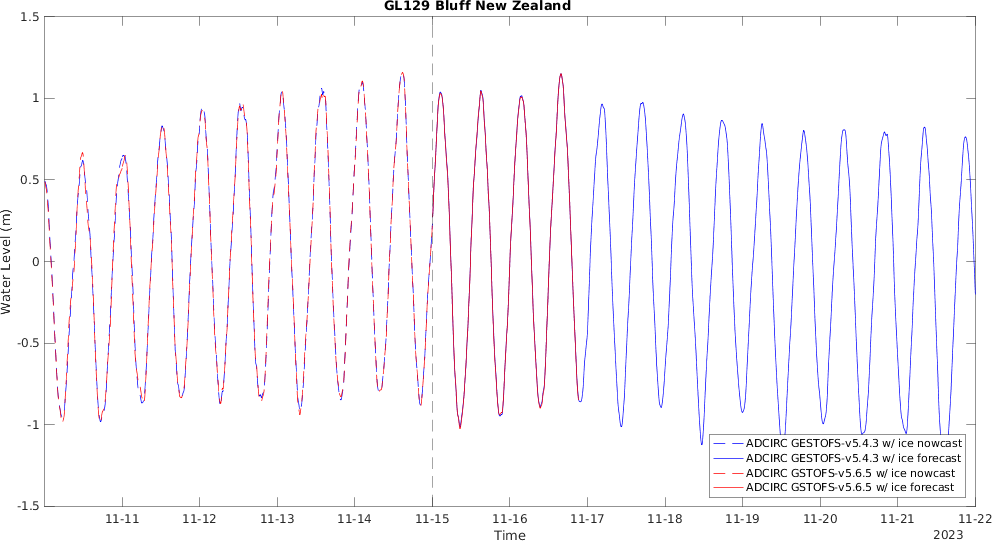 GL129 Bluff New Zealand
1.5
1
0.5
0
-0.5
-1
-1.5
Water Level (m)
ADCIRC GESTOFS-v5.4.3 w/ ice nowcast
ADCIRC GESTOFS-v5.4.3 w/ ice forecast
ADCIRC GSTOFS-v5.6.5 w/ ice nowcast
ADCIRC GSTOFS-v5.6.5 w/ ice forecast
11-11 11-12 11-13 11-14 11-15 11-16 11-17 11-18 11-19 11-20 11-21 11-22
Time
2023